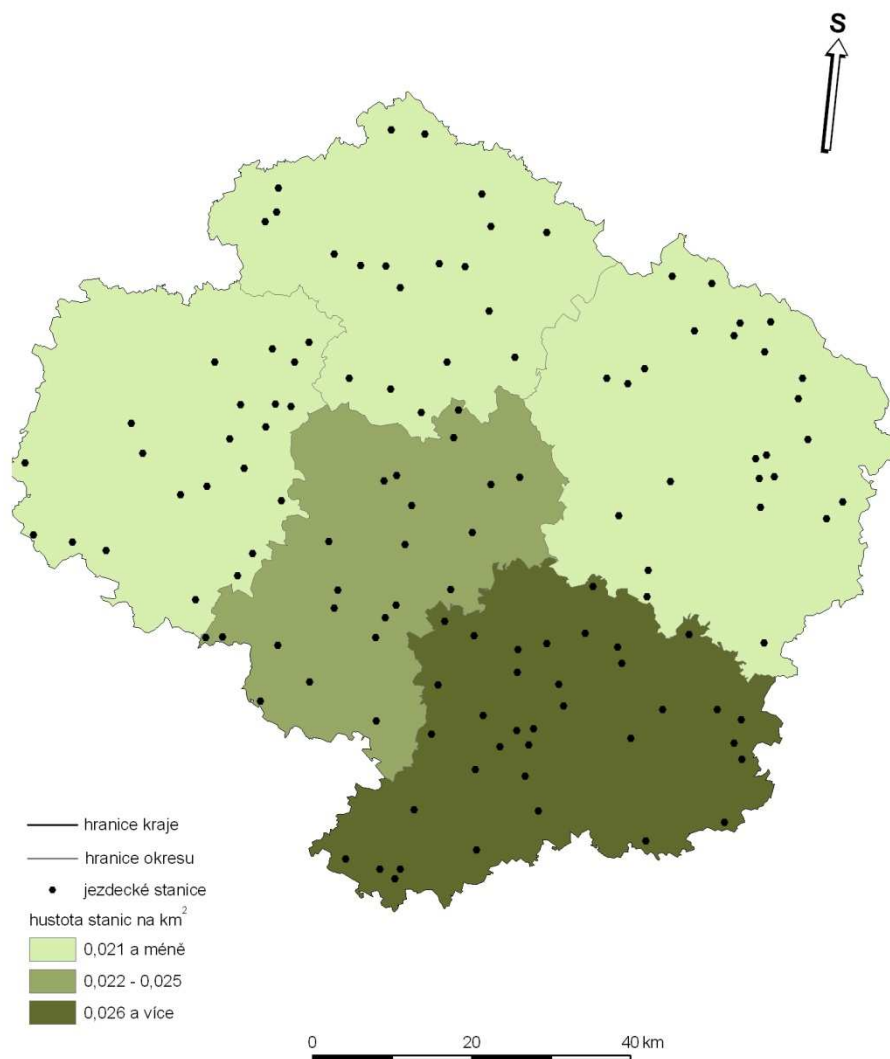 S
hranice kraje
hranice okresu
jezdecké stanice
hustota stanic na km²
0,021 a méně
0,022 - 0,025
0,026 a více
0 20 40 km